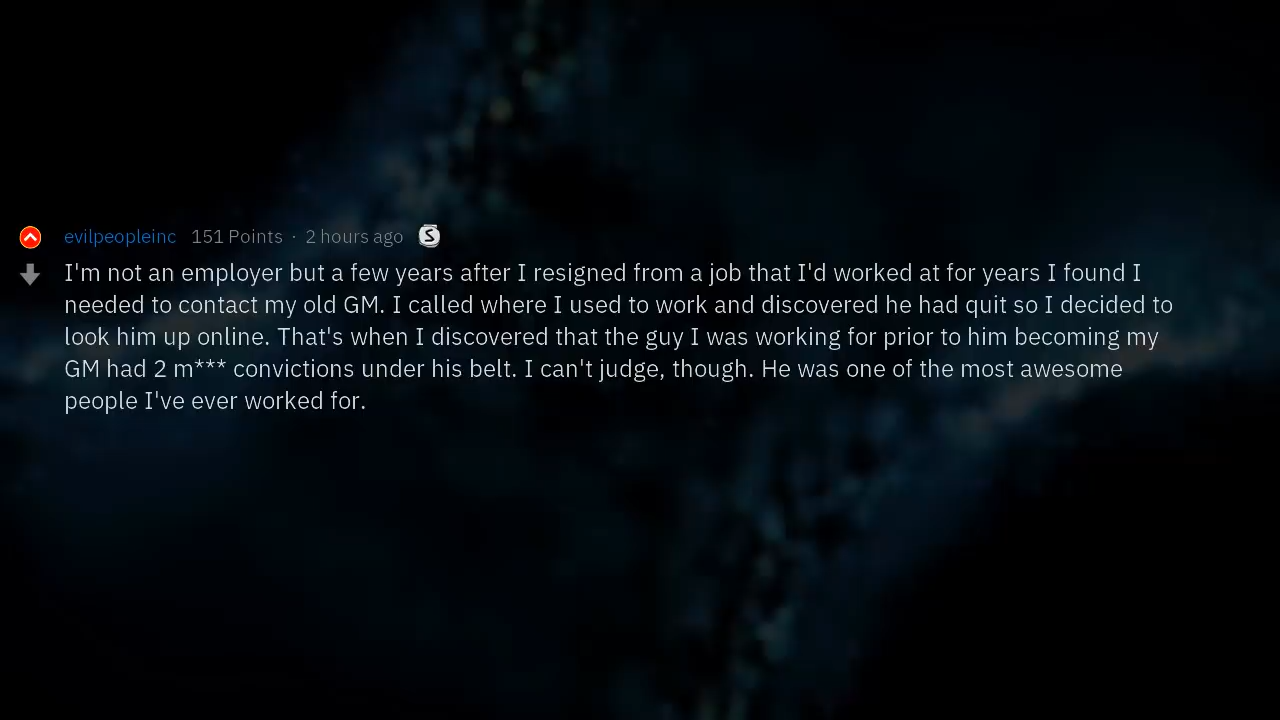 evilpeopleinc 151 Points · 2 hours ago S
I'm not an employer but a few years after I resigned from a job that I'd worked at for years I found I
needed to contact my old GM. I called where I used to work and discovered he had quit so I decided to
look him up online. That's when I discovered that the guy I was working for prior to him becoming my
GM had 2 m*** convictions under his belt. I can't judge, though. He was one of the most awesome
people I've ever worked for.